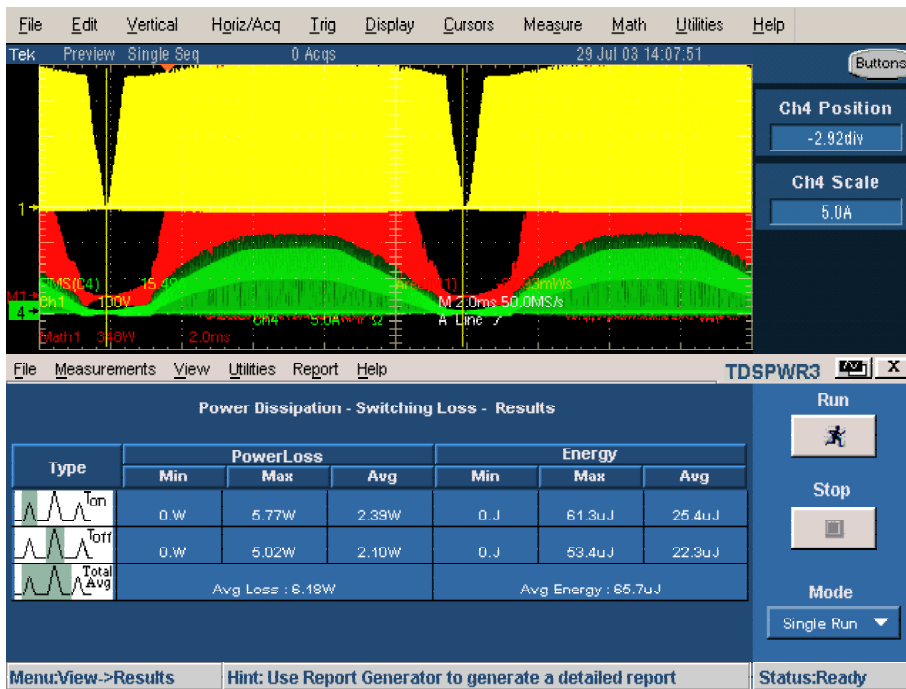 File Edit Vertical Horiz/Acq Trig Display Cursors Measure Math Utilities Help
Tek Preview Single Seq 0 Acqs 29 Jul 03 14:07:51
Buttons
Ch4 Position
-2.92div
Ch4 Scale
5.0A
1
15.49
Ch1 100V M 2.0ms 50.0MS/s
4 Ch4 5.0A Ω A Line
Math1 348W 2.0ms
File Measurements View Utilities Report Help TDSPWR3 X
Power Dissipation - Switching Loss - Results
Run
Type PowerLoss Energy
Min Max Avg Min Max Avg
Stop
Ton 0.W 5.77W 2.39W 0.J 61.3uJ 25.4uJ
Toff 0.W 5.02W 2.10W 0.J 53.4uJ 22.3uJ
Total Avg Avg Loss : 6.19W Avg Energy : 65.7uJ
Mode
Single Run
Menu:View->Results Hint: Use Report Generator to generate a detailed report Status:Ready